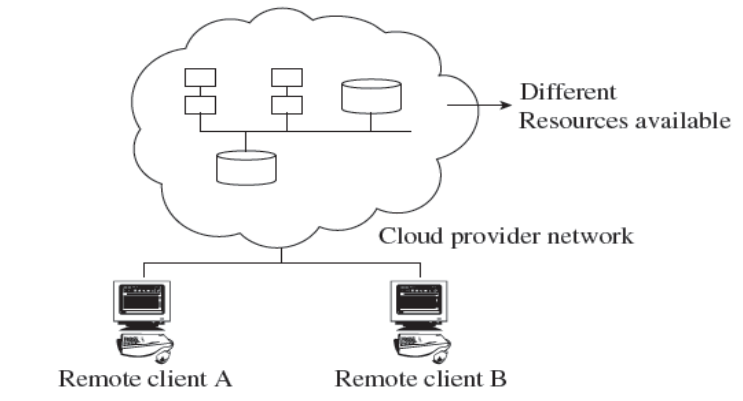 Different
Resources available
Cloud provider network
Remote client A
Remote client B